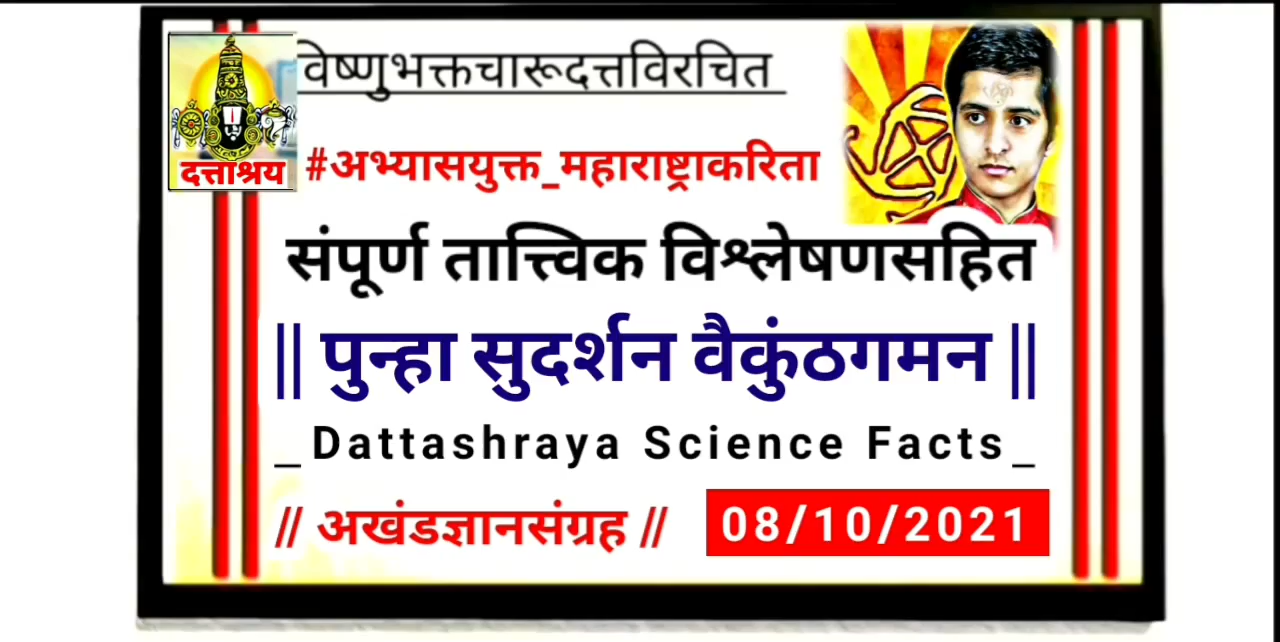 विष्णुभक्तचारूदत्तविरचित
दत्ताश्रय
#अभ्यासयुक्त_महाराष्ट्राकरिता
संपूर्ण तात्त्विक विश्लेषणसहित
|| पुन्हा सुदर्शन वैकुंठगमन ||
_Dattashraya Science Facts_
// अखंडज्ञानसंग्रह // 08/10/2021